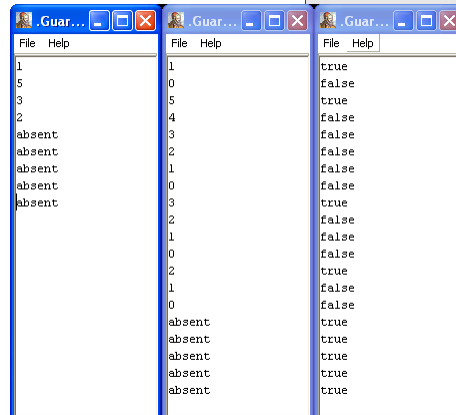 .Guar...
File Help
1
5
3
2
absent
absent
absent
absent
absent
.Guar...
File Help
1
0
5
4
3
2
1
0
3
2
1
0
2
1
0
absent
absent
absent
absent
absent
.Guar...
File Help
true
false
true
false
false
false
false
false
true
false
false
false
true
false
false
true
true
true
true
true